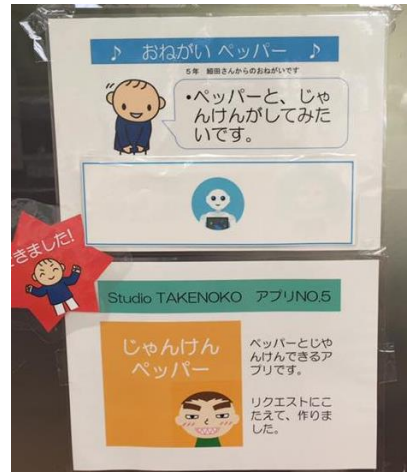 ♪ おねがい ペッパー ♪
5年 細田さんからのおねがいです
・ペッパーと、じゃ
んけんがしてみた
いです。
きました!
Studio TAKENOKO アプリNO.5
じゃんけん
ペッパー
ペッパーとじゃ
んけんできるア
プリです。
リクエストにこ
たえて、作りま
した。